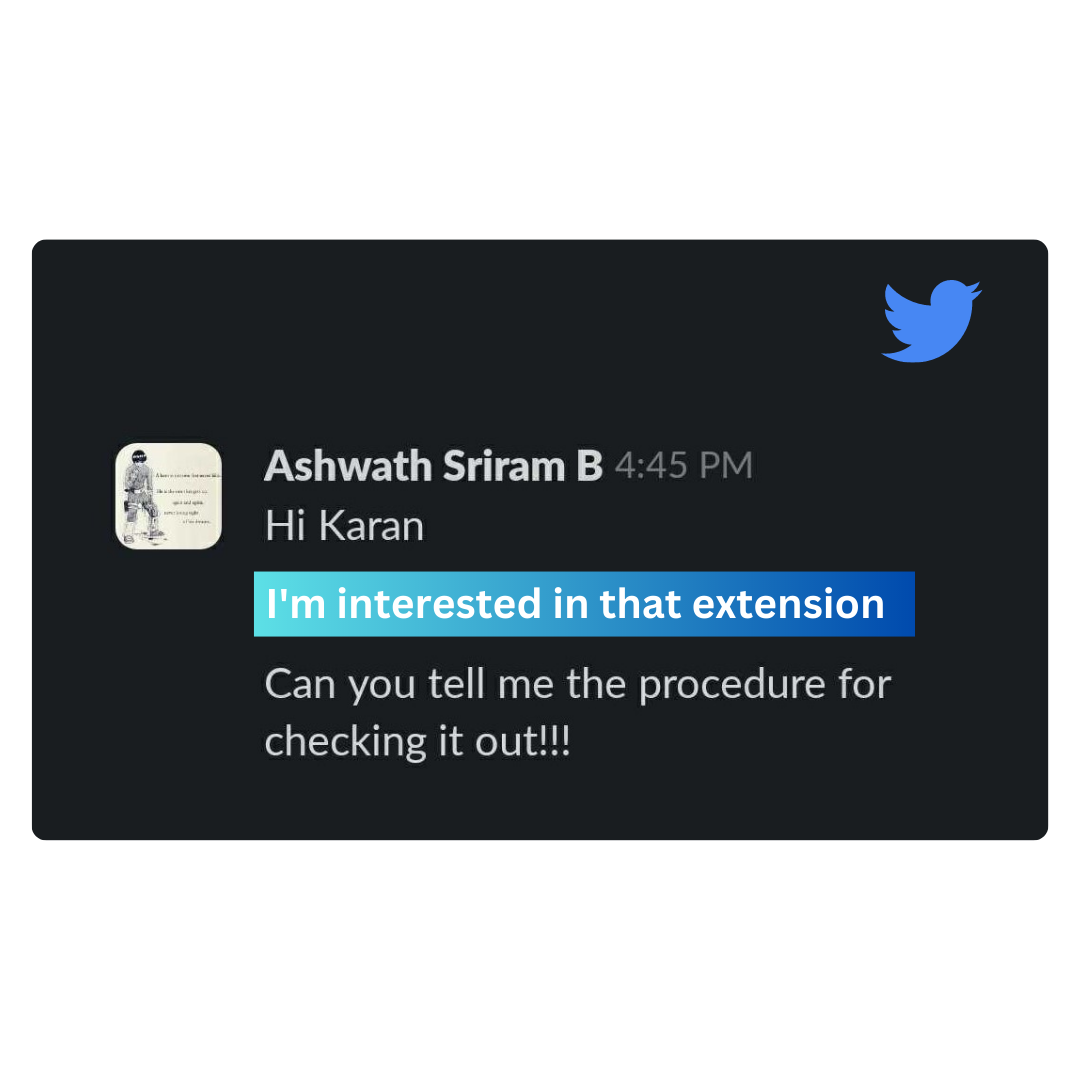 Ashwath Sriram B 4:45 PM
Hi Karan
I'm interested in that extension
Can you tell me the procedure for
checking it out!!!